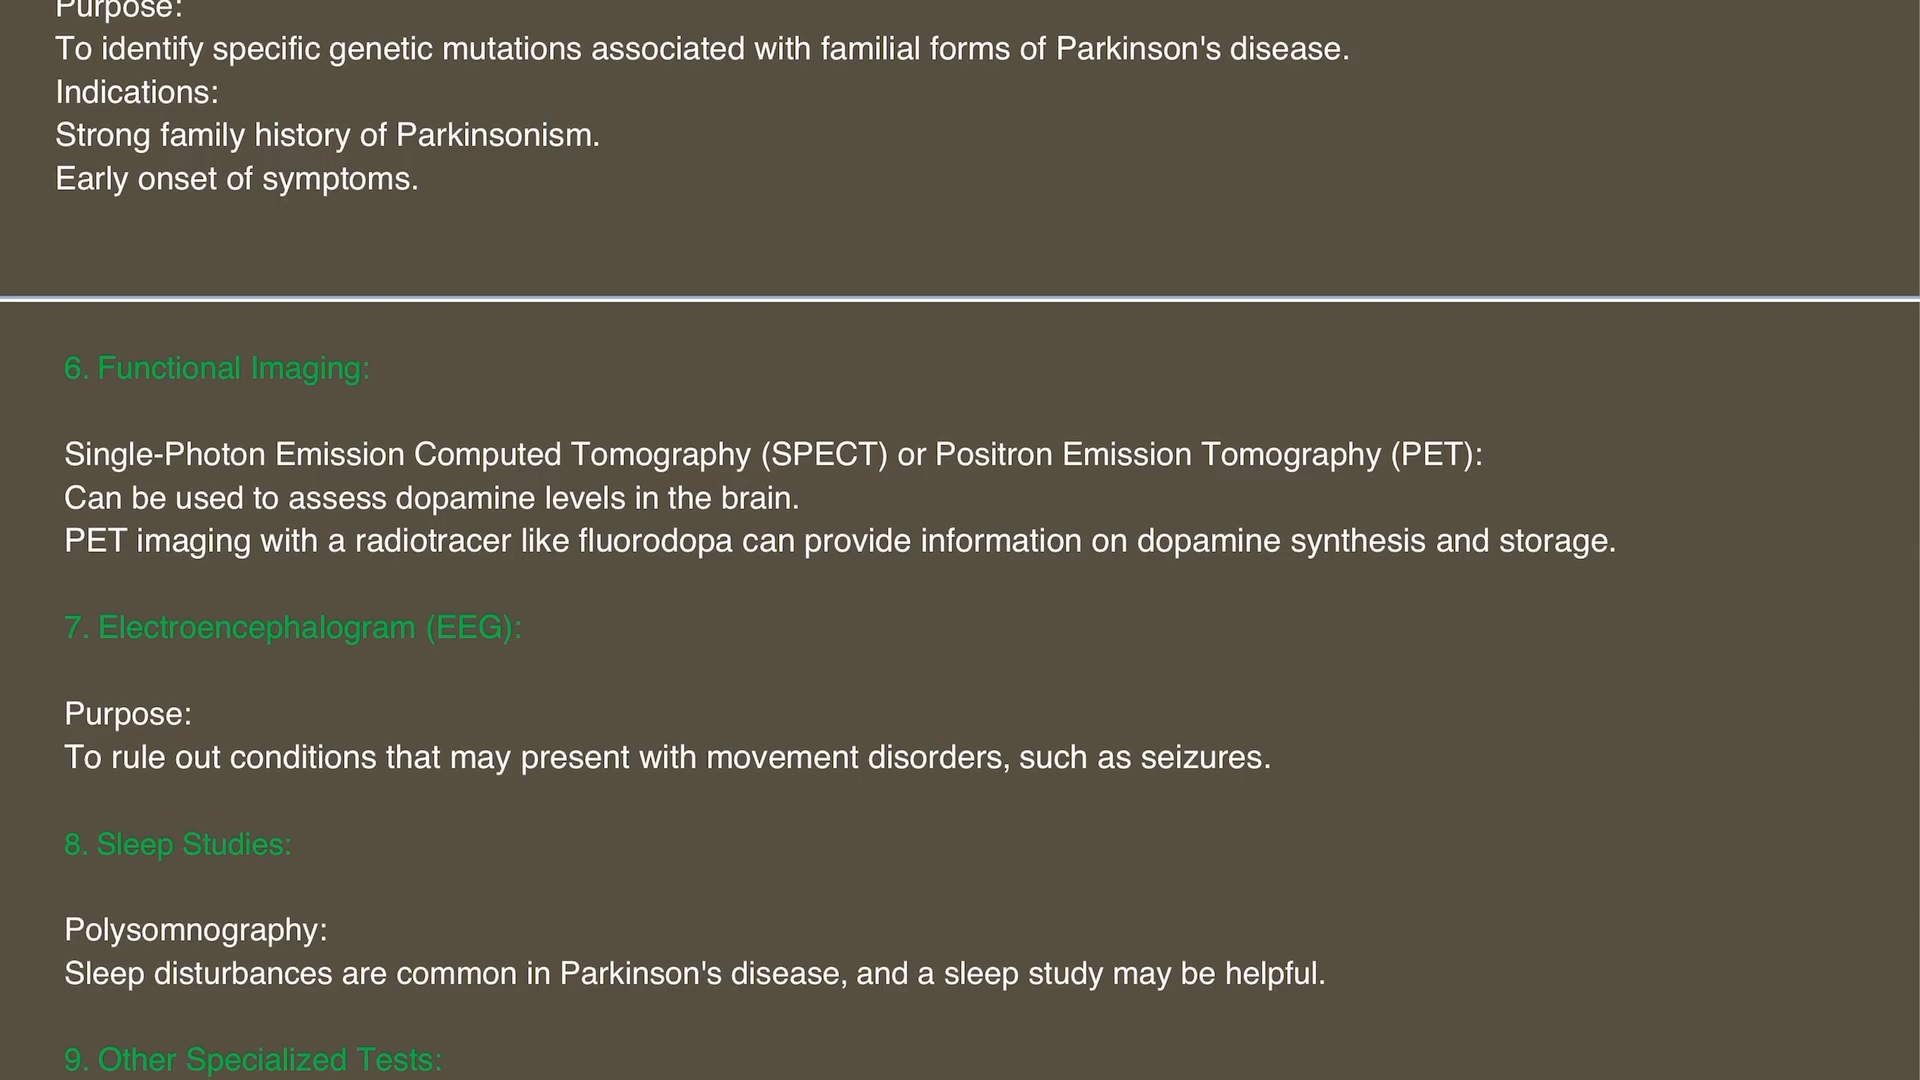 Purpose:
To identify specific genetic mutations associated with familial forms of Parkinson's disease.
Indications:
Strong family history of Parkinsonism.
Early onset of symptoms.
6. Functional Imaging:
Single-Photon Emission Computed Tomography (SPECT) or Positron Emission Tomography (PET):
Can be used to assess dopamine levels in the brain.
PET imaging with a radiotracer like fluorodopa can provide information on dopamine synthesis and storage.
7. Electroencephalogram (EEG):
Purpose:
To rule out conditions that may present with movement disorders, such as seizures.
8. Sleep Studies:
Polysomnography:
Sleep disturbances are common in Parkinson's disease, and a sleep study may be helpful.
9. Other Specialized Tests: